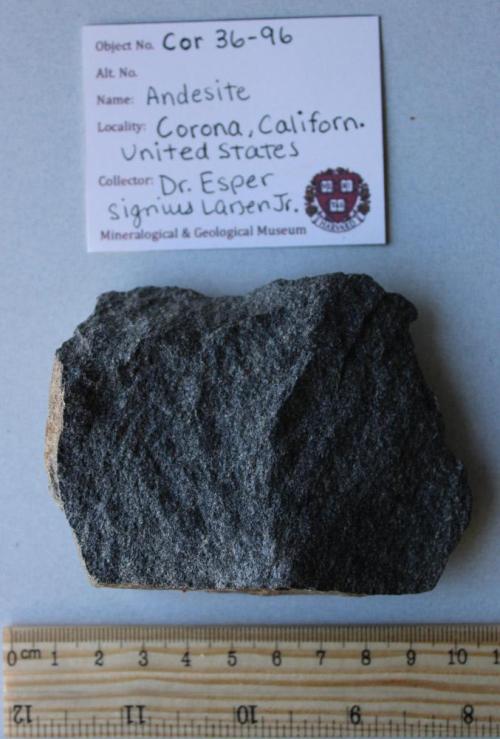 Object No. Cor 36-96
Alt. No.
Name: Andesite
Locality: Corona, Californ.
United States
Collector: Dr. Esper
Signius Larsen Jr.
Mineralogical & Geological Museum
HARVARD
0 cm 1 2 3 4 5 6 7 8 9 10 1
12 11 10 9 8